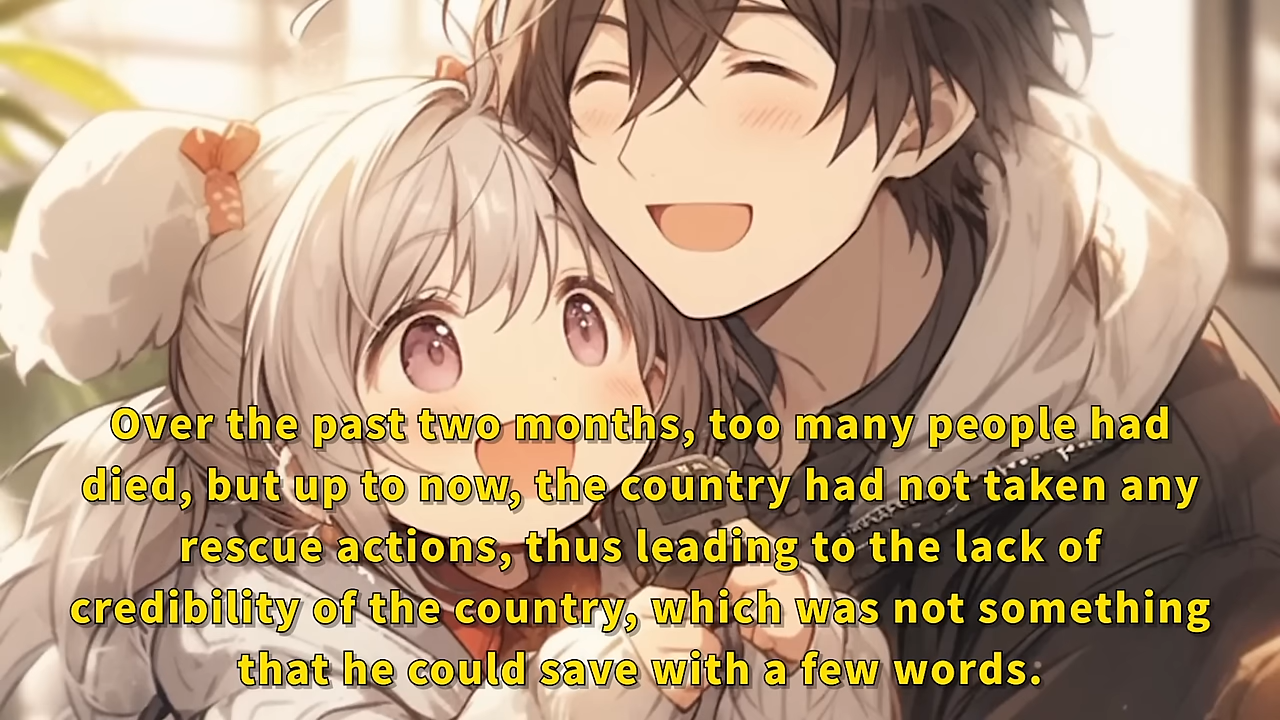 Over the past two months, too many people had
died, but up to now, the country had not taken any
rescue actions, thus leading to the lack of
credibility of the country, which was not something
that he could save with a few words.